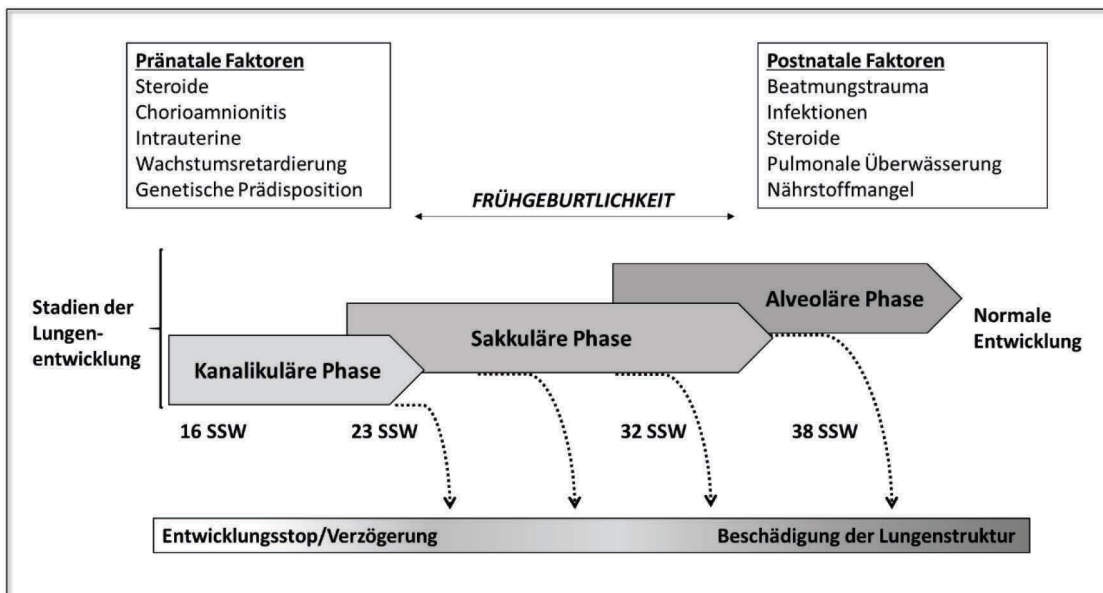 Pränatale Faktoren
Steroide
Chorioamnionitis
Intrauterine
Wachstumsretardierung
Genetische Prädisposition
Postnatale Faktoren
Beatmungstrauma
Infektionen
Steroide
Pulmonale Überwässerung
Nährstoffmangel
FRÜHGEBURTLICHKEIT
Stadien der
Lungen-
entwicklung
Kanalikuläre Phase
Sakkuläre Phase
Alveoläre Phase
Normale
Entwicklung
16 SSW
23 SSW
32 SSW
38 SSW
Entwicklungsstop/Verzögerung
Beschädigung der Lungenstruktur